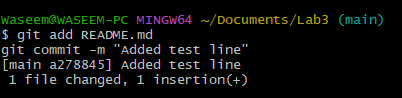 Waseem@WASEEM-PC MINGW64 ~/Documents/Lab3 (main)
$ git add README.md
git commit -m "Added test line"
[main a278845] Added test line
 1 file changed, 1 insertion(+)